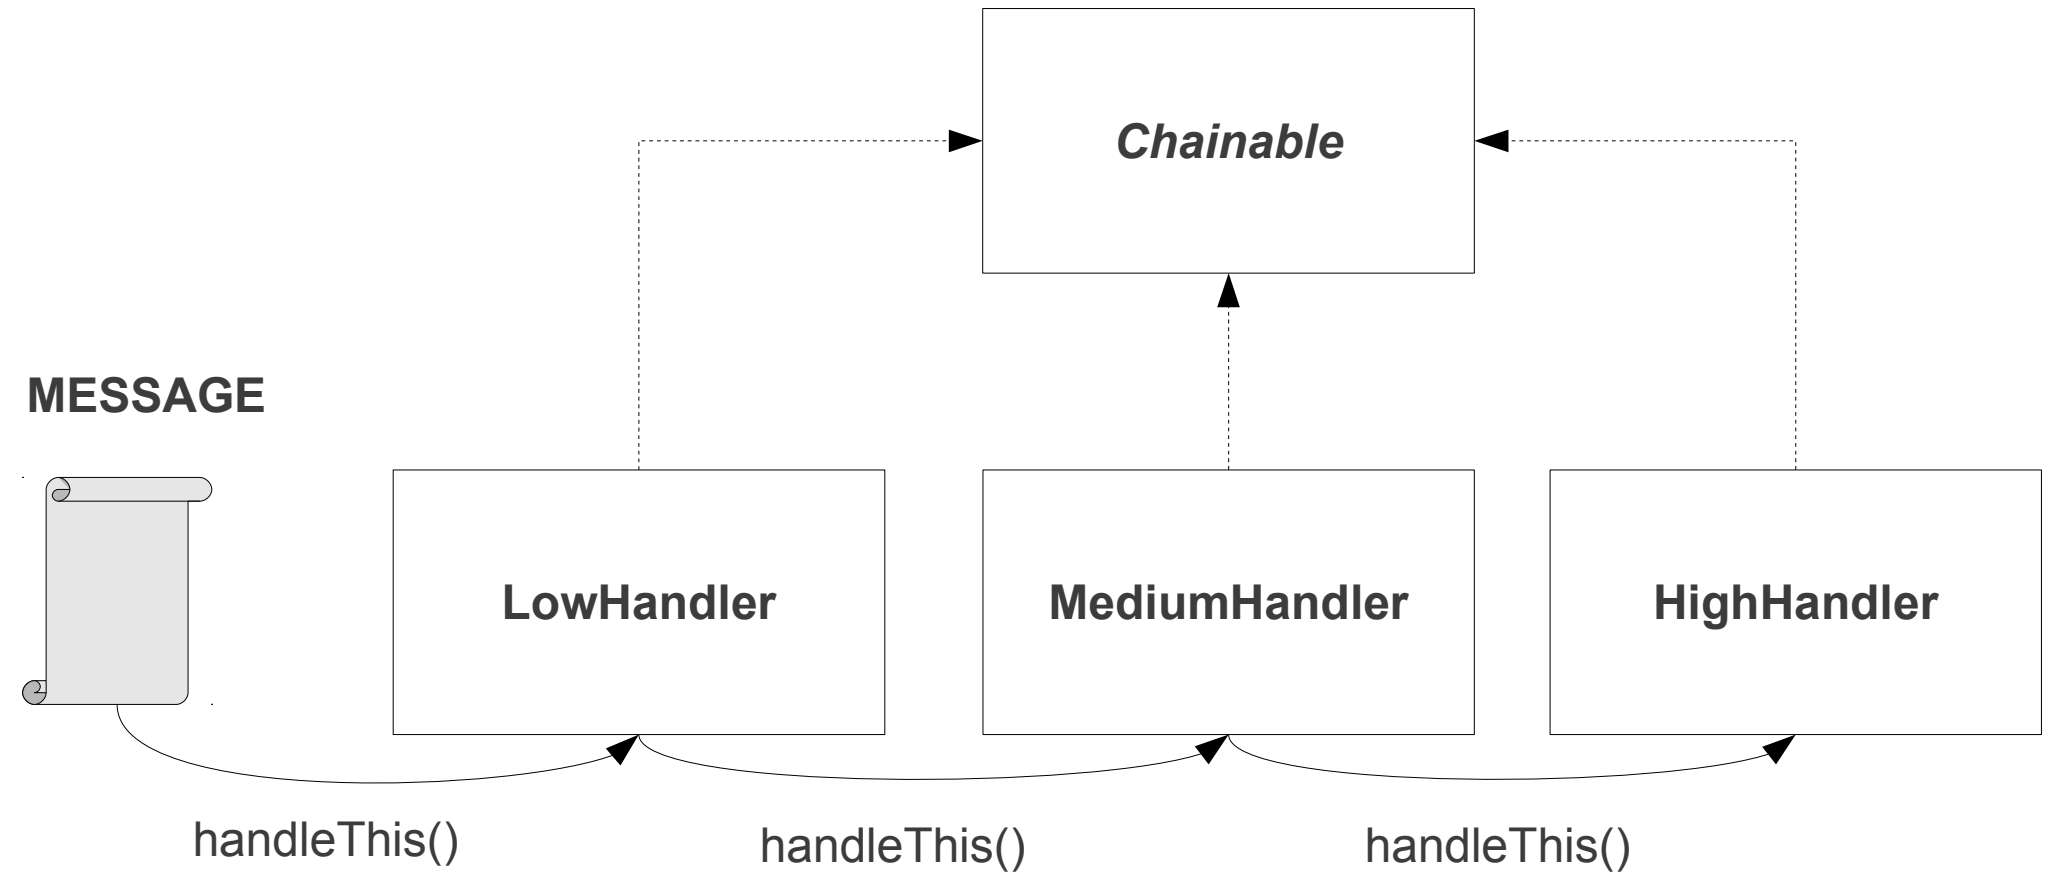 Chainable
MESSAGE
LowHandler
MediumHandler
HighHandler
handleThis()
handleThis()
handleThis()